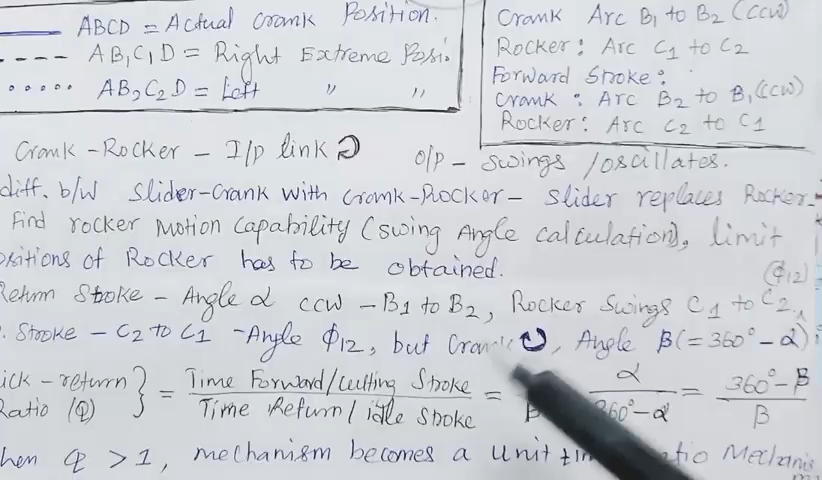 ABCD = Actual Crank Position.
AB1C1D = Right Extreme Posi.
AB2C2D = Left " "
Crank Arc B1 to B2 (CCW)
Rocker: Arc C1 to C2
Forward Stroke:
Crank : Arc B2 to B1 (CCW)
Rocker: Arc C2 to C1
Crank-Rocker - I/P link O/P - swings/oscillates.
diff. b/w Slider-Crank with Crank-Rocker - Slider replaces Rocker.
Find rocker Motion Capability (Swing Angle calculation), limit
of Rocker has to be obtained. (ϕ12)
Return Stroke - Angle α CCW - B1 to B2, Rocker Swings C1 to C2,
Stroke - C2 to C1 - Angle ϕ12, but Crank , Angle β (= 360° - α)
return } = Time Forward/Cutting Stroke / Time Return/idle Stroke = α / 360° - α = 360° - β / β
Ratio (Q)
Q > 1, mechanism becomes a Unit